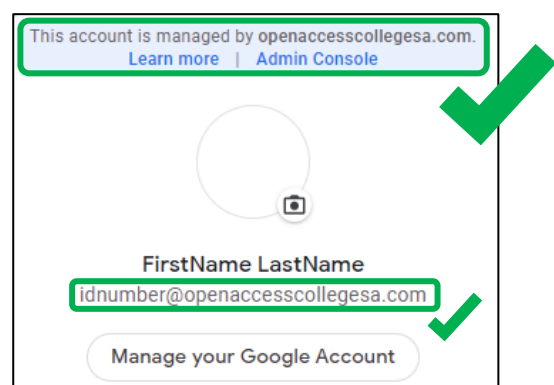 This account is managed by openaccesscollegesa.com.
Learn more | Admin Console
FirstName LastName
idnumber@openaccesscollegesa.com
Manage your Google Account